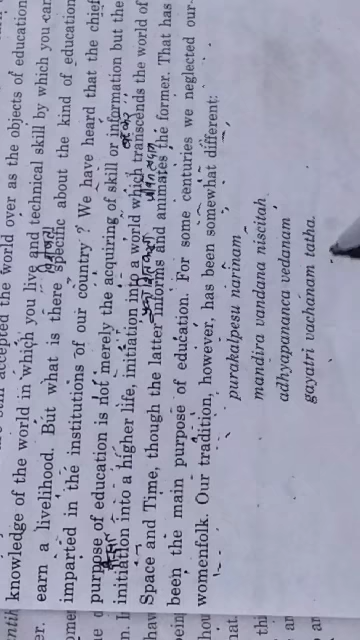 accepted the world over as the objects of education
knowledge of the world in which you live and technical skill by which you can
earn a livelihood. But what is there specific about the kind of education
imparted in the institutions of our country? We have heard that the chief
purpose of education is not merely the acquiring of skill or information but the
initiation into a higher life, initiation into a world which transcends the world of
Space and Time, though the latter informs and animates the former. That has
been the main purpose of education. For some centuries we neglected our
womenfolk. Our tradition, however, has been somewhat different:
purakalpesu narinam
mandira vandana niscitah
adhyapananca vedanam
gayatri vachanam tatha.